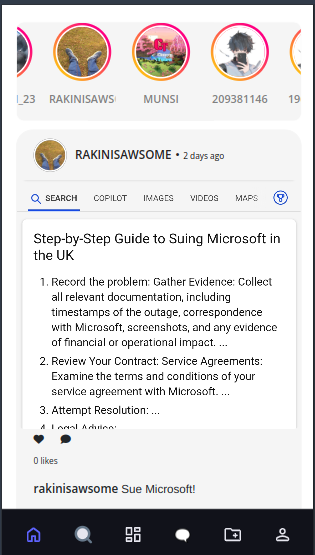 _23 RAKINISAWS MUNSI 209381146 19
RAKINISAWSOME • 2 days ago
SEARCH COPILOT IMAGES VIDEOS MAPS
Step-by-Step Guide to Suing Microsoft in
the UK
1. Record the problem: Gather Evidence: Collect
all relevant documentation, including
timestamps of the outage, correspondence
with Microsoft, screenshots, and any evidence
of financial or operational impact. ...
2. Review Your Contract: Service Agreements:
Examine the terms and conditions of your
service agreement with Microsoft. ...
3. Attempt Resolution: ...
4. Legal Advice:
0 likes
rakinisawsome Sue Microsoft!